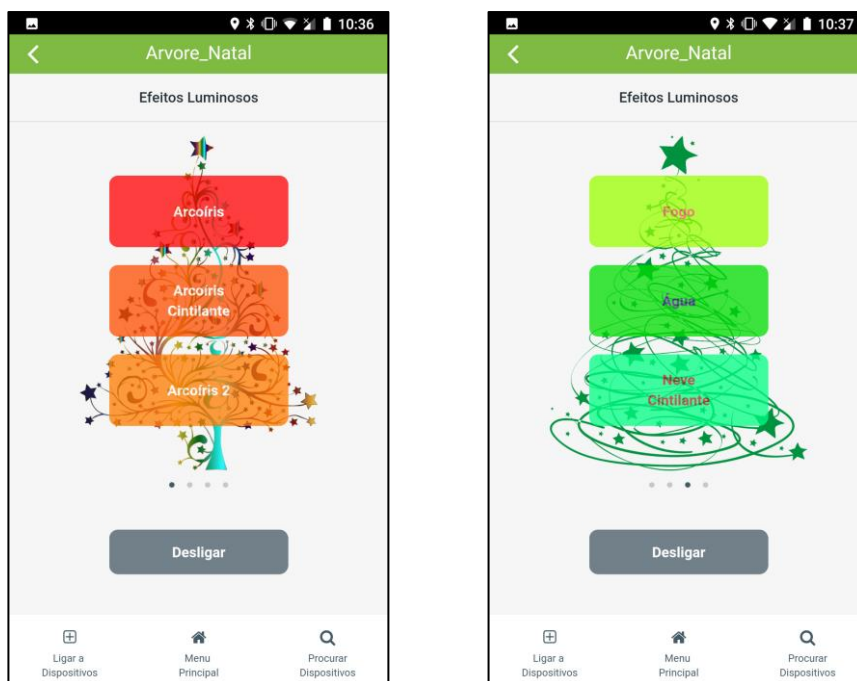 10:36
Arvore_Natal
Efeitos Luminosos
Arcoíris
Arcoíris
Cintilante
Arcoíris 2
Desligar
Ligar a
Dispositivos
Menu
Principal
Procurar
Dispositivos
10:37
Arvore_Natal
Efeitos Luminosos
Fogo
Água
Neve
Cintilante
Desligar
Ligar a
Dispositivos
Menu
Principal
Procurar
Dispositivos